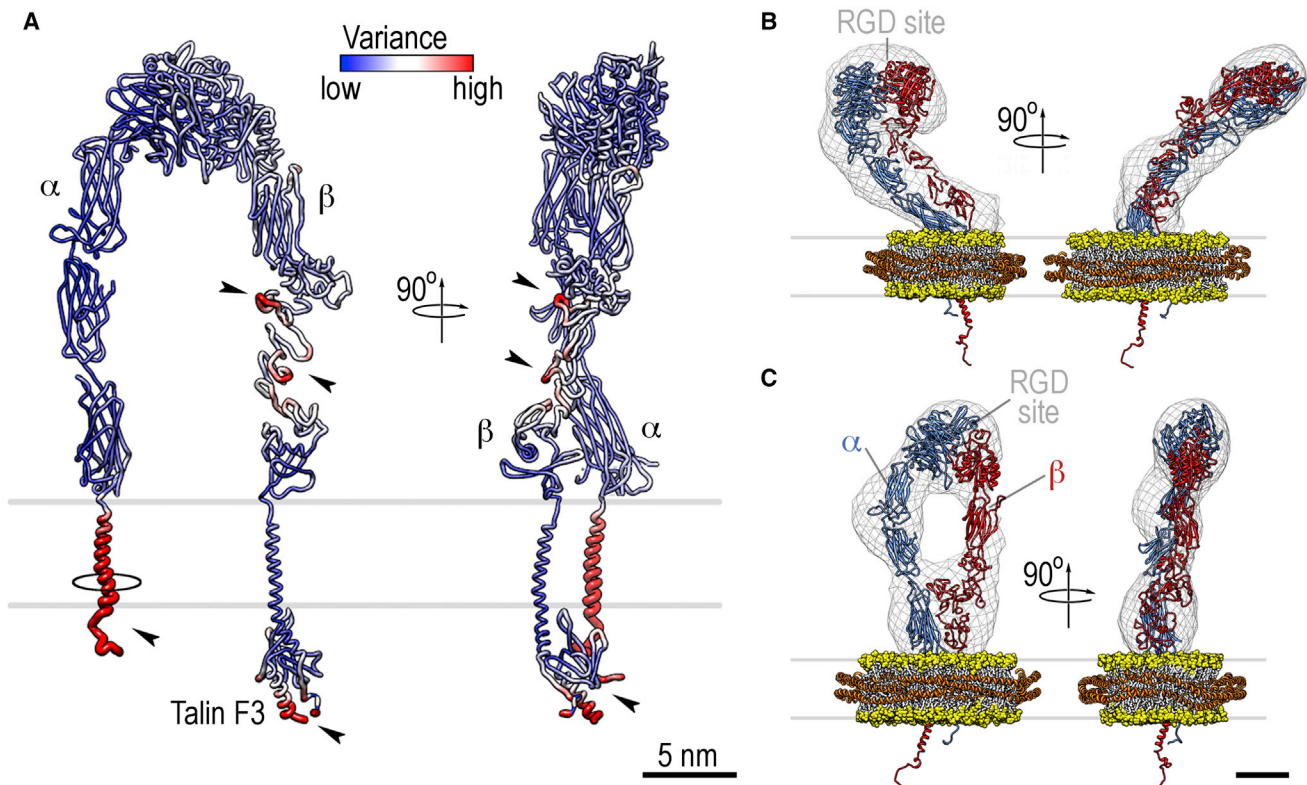 A
Variance
low high
α
β
90°
β
α
Talin F3
5 nm
B
RGD site
90°
C
RGD
site
α
β
90°